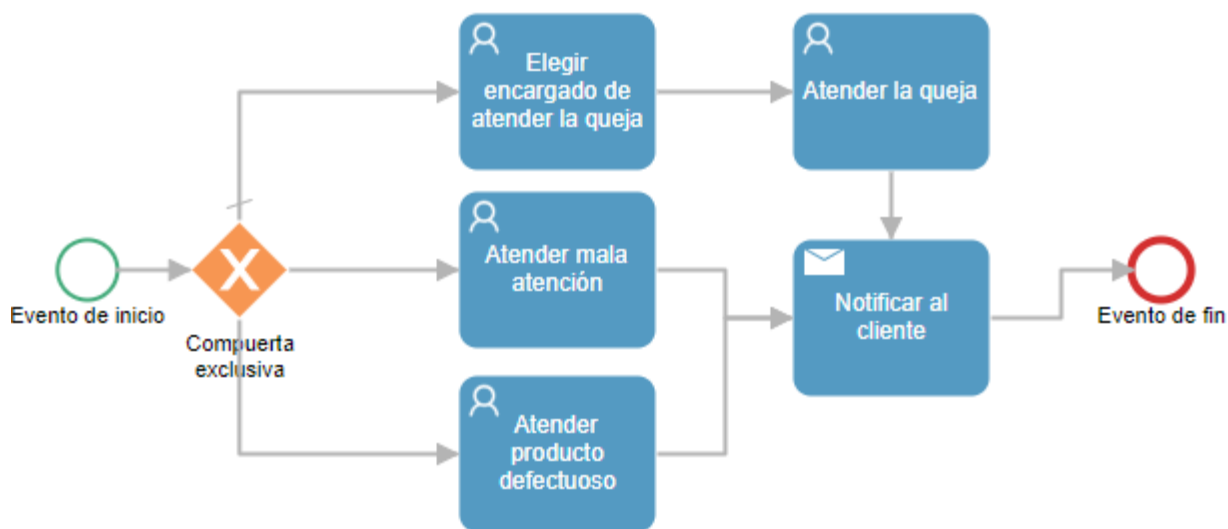 Elegir
encargado de
atender la queja
Atender la queja
Evento de inicio
X
Compuerta
exclusiva
Atender mala
atención
Notificar al
cliente
Evento de fin
Atender
producto
defectuoso